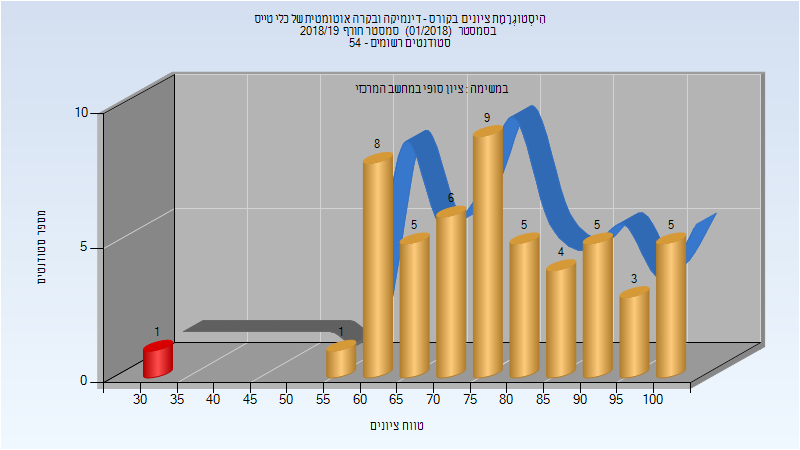 היסטוגרמת ציונים בקורס - דינמיקה ובקרה אוטומטית של כלי טייס
בסמסטר (01/2018) סמסטר חורף 2018/19
סטודנטים רשומים - 54
במשימה : ציון סופי במחשב המרכזי
10
5
0
מספר סטודנטים
1
1
8
5
6
9
5
4
5
3
5
30 35 40 45 50 55 60 65 70 75 80 85 90 95 100
טווח ציונים